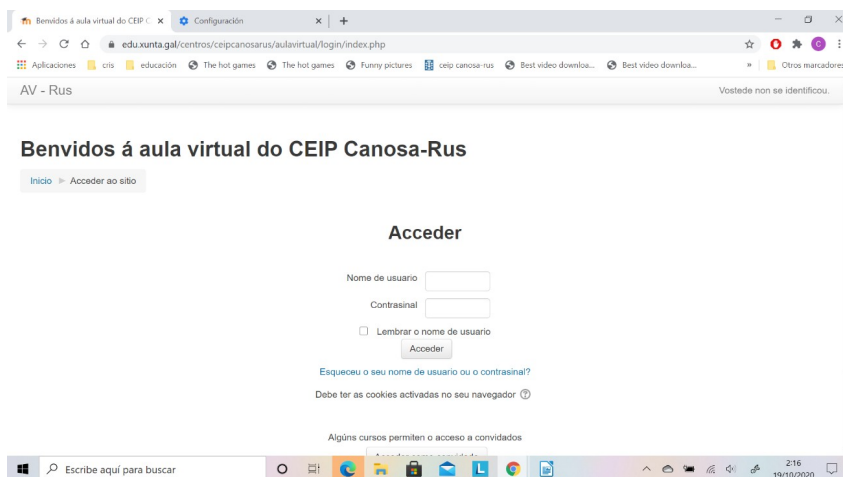 Benvidos á aula virtual do CEIP C
Configuración
edu.xunta.gal/centros/ceipcanosarus/aulavirtual/login/index.php
Aplicaciones cris educación The hot games The hot games Funny pictures ceip canosa-rus Best video downloa... Best video downloa... » Otros marcadores
AV - Rus Vostede non se identificou.
Benvidos á aula virtual do CEIP Canosa-Rus
Inicio ► Acceder ao sitio
Acceder
Nome de usuario
Contrasinal
Lembrar o nome de usuario
Acceder
Esqueceu o seu nome de usuario ou o contrasinal?
Debe ter as cookies activadas no seu navegador ?
Algúns cursos permiten o acceso a convidados
Escribe aquí para buscar
2:16
19/10/2020